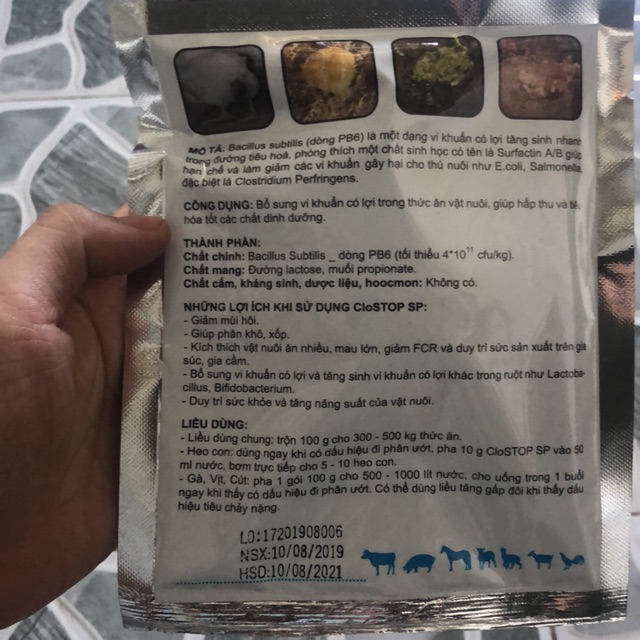 MÔ TẢ: Bacillus subtilis (dòng PB6) là một dạng vi khuẩn có lợi tăng sinh nhanh
trong đường tiêu hoá, phóng thích một chất sinh học có tên là Surfactin A/B giúp
hạn chế và làm giảm các vi khuẩn gây hại cho thú nuôi như E.coli, Salmonella,
đặc biệt là Clostridium Perfringens.
CÔNG DỤNG: Bổ sung vi khuẩn có lợi trong thức ăn vật nuôi, giúp hấp thu và tiêu
hóa tốt các chất dinh dưỡng.
THÀNH PHẦN:
Chất chính: Bacillus Subtilis _ dòng PB6 (tối thiểu 4*10¹¹ cfu/kg).
Chất mang: Đường lactose, muối propionate.
Chất cấm, kháng sinh, dược liệu, hoocmon: Không có.
NHỮNG LỢI ÍCH KHI SỬ DỤNG CloSTOP SP:
- Giảm mùi hôi.
- Giúp phân khô, xốp.
- Kích thích vật nuôi ăn nhiều, mau lớn, giảm FCR và duy trì sức sản xuất trên gia
súc, gia cầm.
- Bổ sung vi khuẩn có lợi và tăng sinh vi khuẩn có lợi khác trong ruột như Lactoba-
cillus, Bifidobacterium.
- Duy trì sức khỏe và tăng năng suất của vật nuôi.
LIỀU DÙNG:
- Liều dùng chung: trộn 100 g cho 300 - 500 kg thức ăn.
- Heo con: dùng ngay khi có dấu hiệu đi phân ướt, pha 10 g CloSTOP SP vào 50
ml nước, bơm trực tiếp cho 5 - 10 heo con.
- Gà, Vịt, Cút: pha 1 gói 100 g cho 500 - 1000 lít nước, cho uống trong 1 buổi
ngay khi thấy có dấu hiệu đi phân ướt. Có thể dùng liều tăng gấp đôi khi thấy dấu
hiệu tiêu chảy nặng.
LO:17201908006
NSX:10/08/2019
HSD:10/08/2021